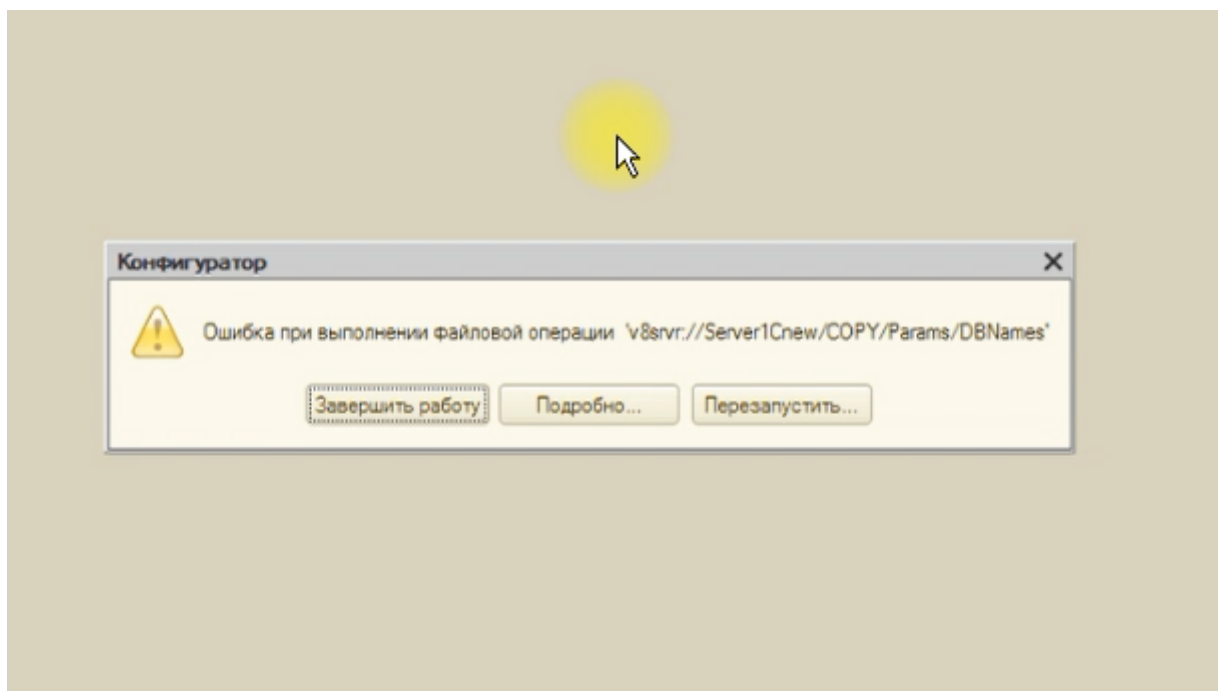 Конфигуратор
Ошибка при выполнении файловой операции 'v8srvr://Server1Cnew/COPY/Params/DBNames'
Завершить работу Подробно... Перезапустить...